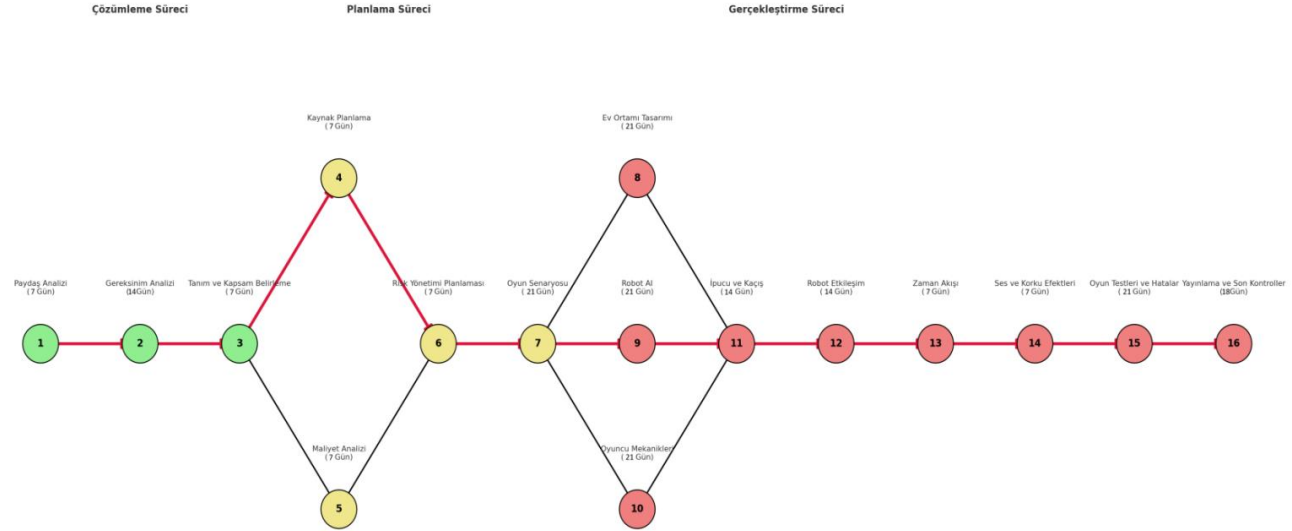 Çözümleme Süreci
Planlama Süreci
Gerçekleştirme Süreci
Kaynak Planlama
( 7 Gün)
Ev Ortamı Tasarımı
( 21 Gün)
4
8
Paydaş Analizi
( 7 Gün)
Gereksinim Analizi
(14Gün)
Tanım ve Kapsam Belirleme
( 7 Gün)
Risk Yönetimi Planlaması
( 7 Gün)
Oyun Senaryosu
( 21 Gün)
Robot AI
( 21 Gün)
İpucu ve Kaçış
( 14 Gün)
Robot Etkileşim
( 14 Gün)
Zaman Akışı
( 7 Gün)
Ses ve Korku Efektleri
( 7 Gün)
Oyun Testleri ve Hatalar
( 21 Gün)
Yayınlama ve Son Kontroller
(18Gün)
1
2
3
6
7
9
11
12
13
14
15
16
Maliyet Analizi
( 7 Gün)
Oyuncu Mekanikleri
( 21 Gün)
5
10